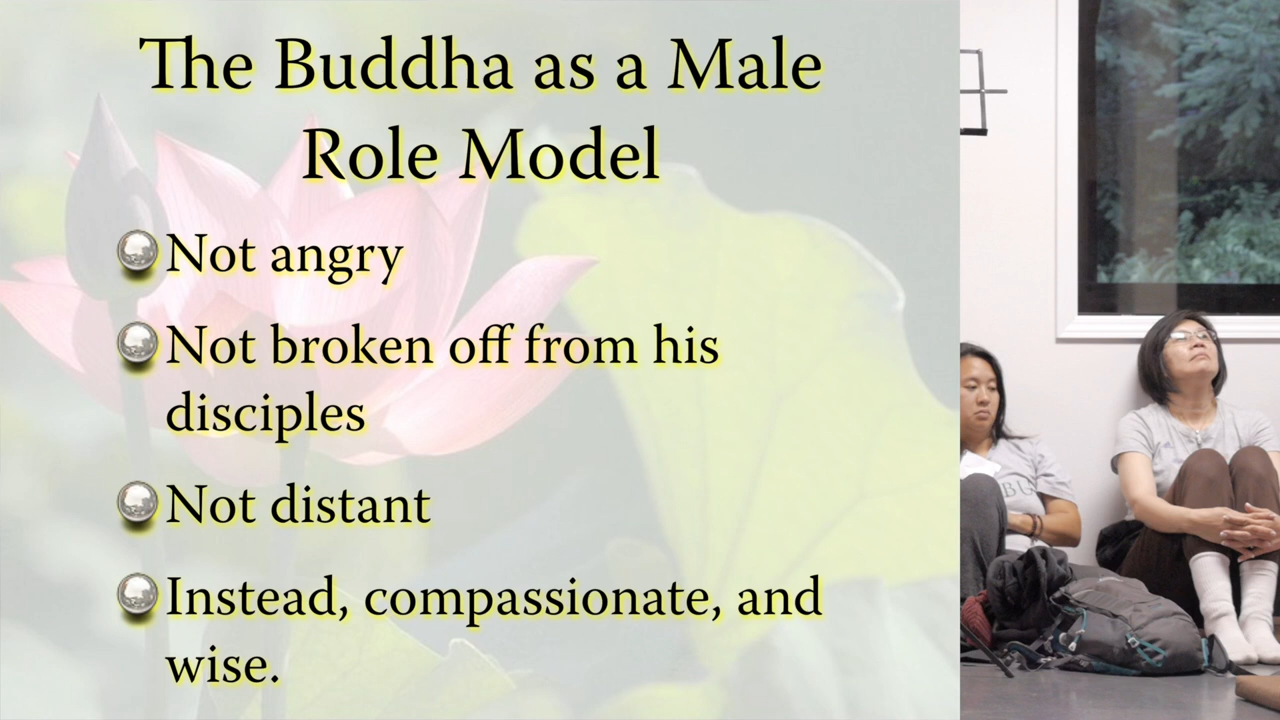 The Buddha as a Male
Role Model
Not angry
Not broken off from his
disciples
Not distant
Instead, compassionate, and
wise.